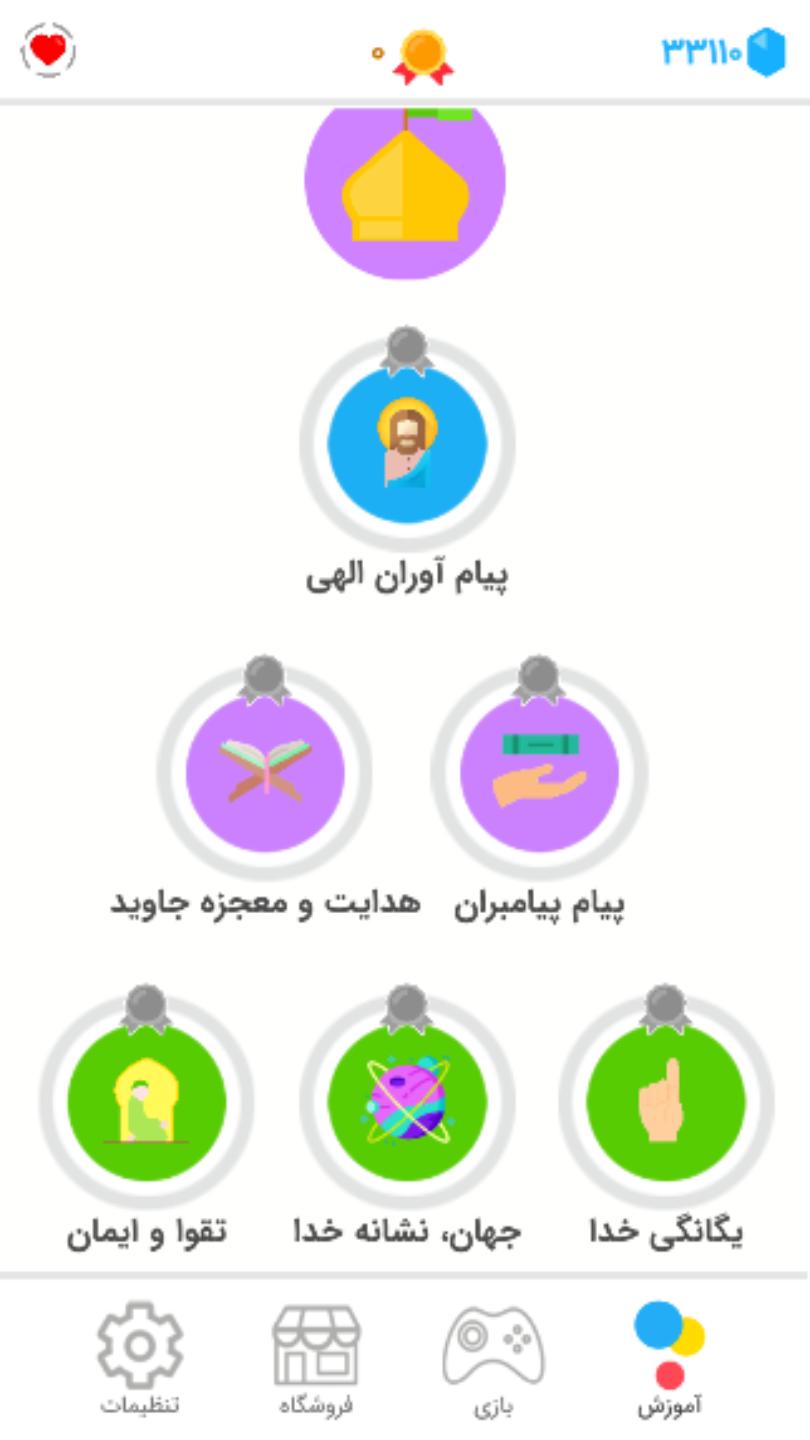 ۳۳۱۱۰
۰
پیام آوران الهی
پیام پیامبران
هدایت و معجزه جاوید
یگانگی خدا
جهان، نشانه خدا
تقوا و ایمان
آموزش
بازی
فروشگاه
تنظیمات